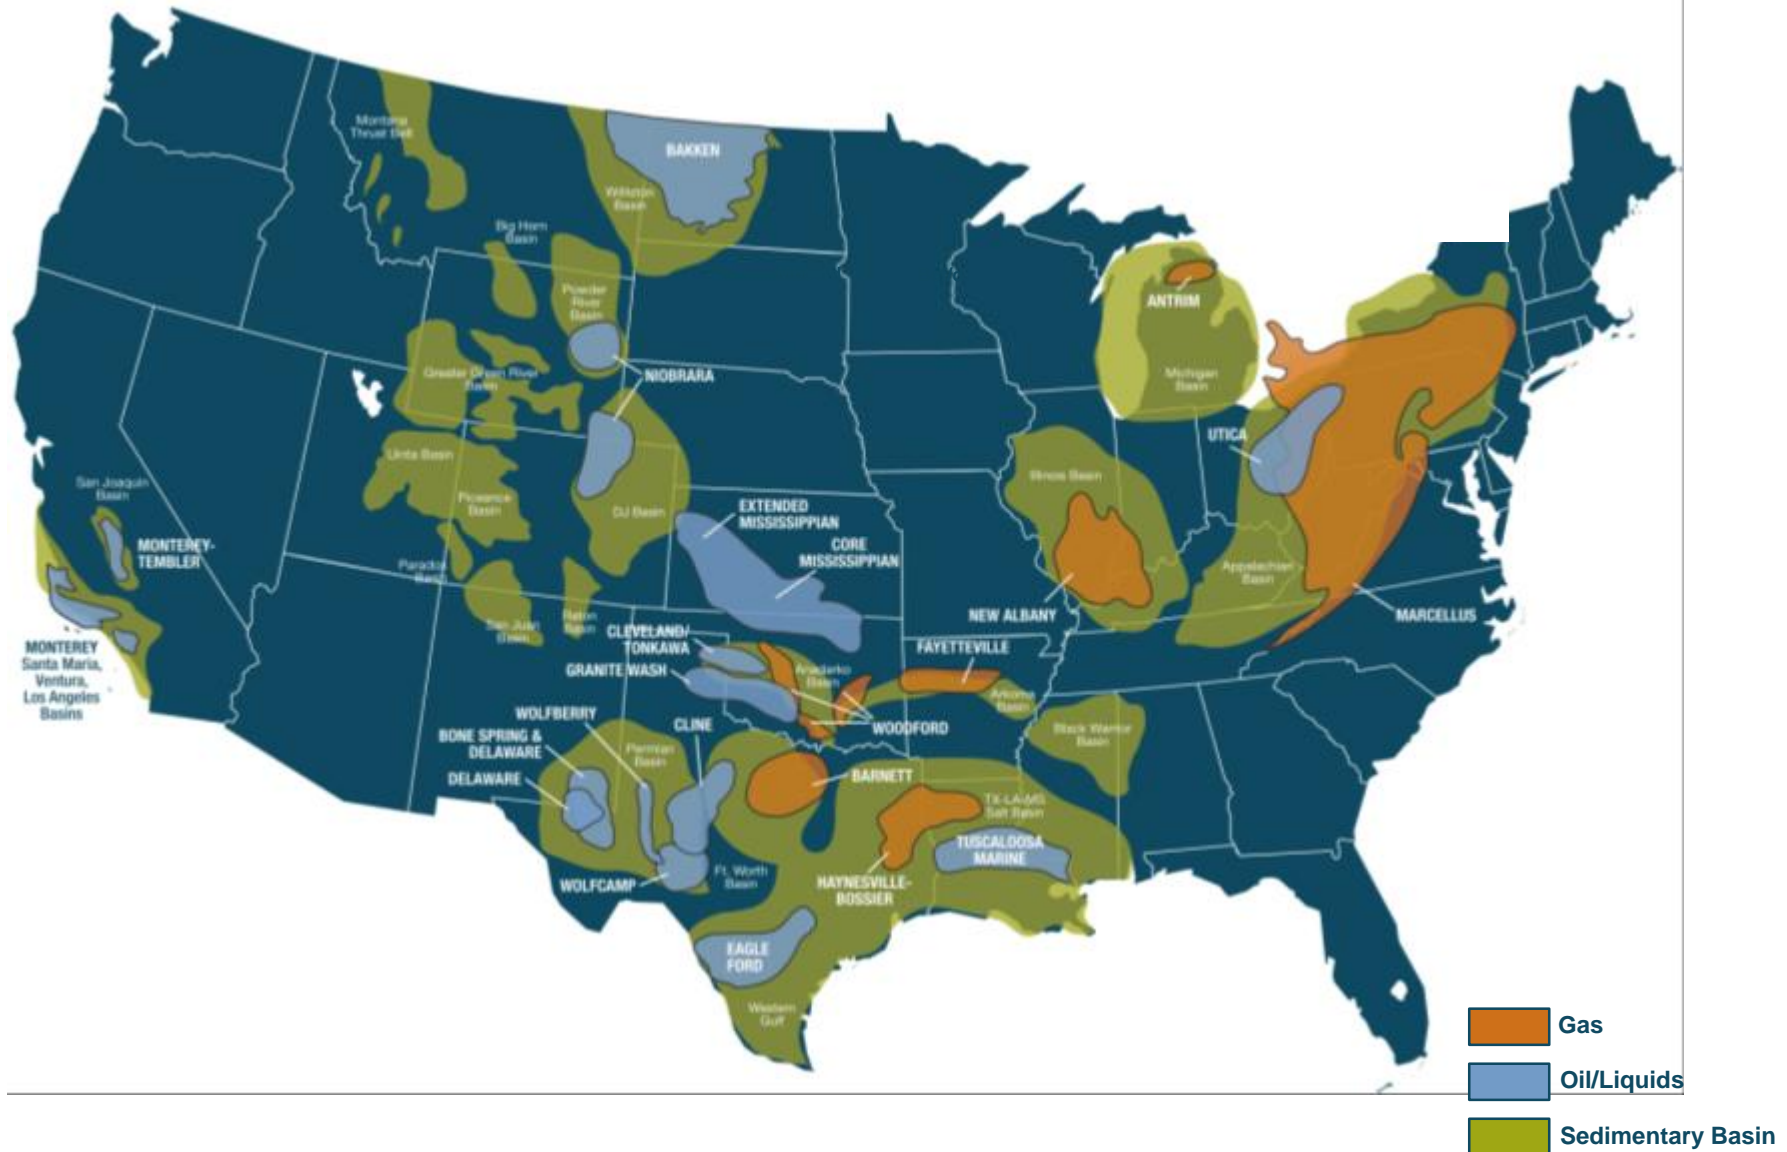 Montana
Thrust Belt
BAKKEN
Williston
Basin
Big Horn
Basin
Powder
River
Basin
ANTRIM
Michigan
Basin
NIOBRARA
Greater Green River
Basin
UTICA
Uinta Basin
Piceance
Basin
DJ Basin
Illinois Basin
San Joaquin
Basin
MONTEREY-
TEMBLER
EXTENDED
MISSISSIPPIAN
CORE
MISSISSIPPIAN
Paradox
Basin
Appalachian
Basin
NEW ALBANY
MARCELLUS
San Juan
Basin
Raton
Basin
CLEVELAND/
TONKAWA
FAYETTEVILLE
MONTEREY
Santa Maria,
Ventura,
Los Angeles
Basins
GRANITE WASH
Anadarko
Basin
Arkoma
Basin
WOLFBERRY
CLINE
WOODFORD
Black Warrior
Basin
BONE SPRING &
DELAWARE
Permian
Basin
DELAWARE
BARNETT
TX-LA-MS
Salt Basin
TUSCALOOSA
MARINE
WOLFCAMP
Ft. Worth
Basin
HAYNESVILLE-
BOSSIER
EAGLE
FORD
Western
Gulf
Gas
Oil/Liquids
Sedimentary Basin